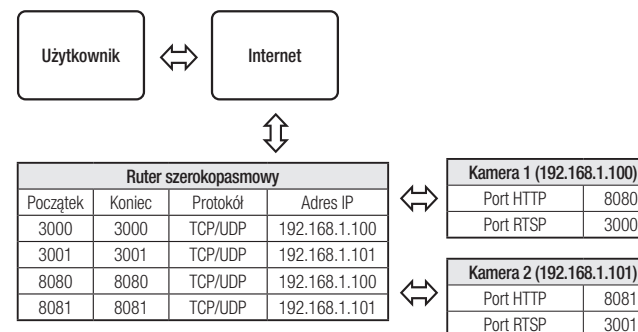 Użytkownik
Internet
Ruter szerokopasmowy
Początek Koniec Protokół Adres IP
3000 3000 TCP/UDP 192.168.1.100
3001 3001 TCP/UDP 192.168.1.101
8080 8080 TCP/UDP 192.168.1.100
8081 8081 TCP/UDP 192.168.1.101
Kamera 1 (192.168.1.100)
Port HTTP 8080
Port RTSP 3000
Kamera 2 (192.168.1.101)
Port HTTP 8081
Port RTSP 3001